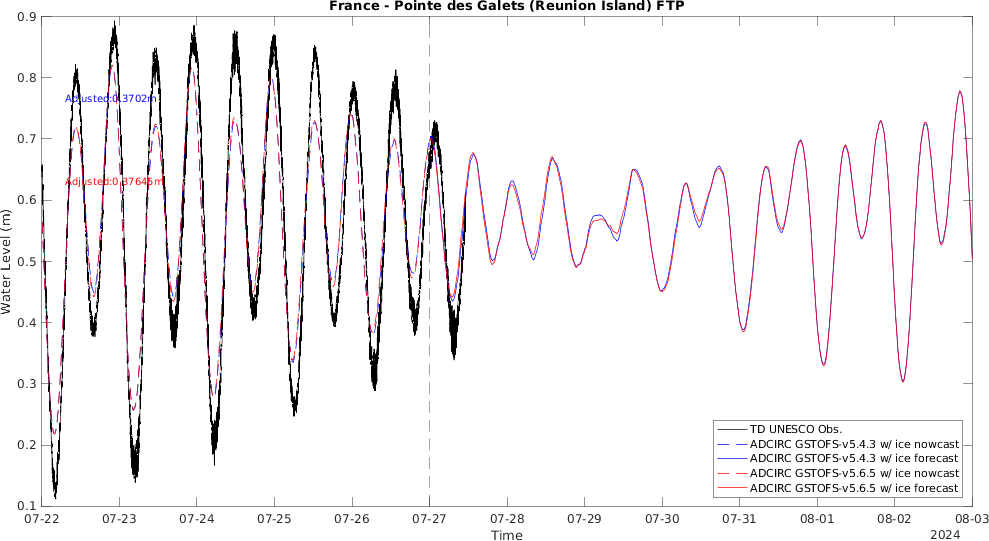 France - Pointe des Galets (Reunion Island) FTP
0.9
0.8
0.7
0.6
0.5
0.4
0.3
0.2
0.1
Water Level (m)
Adjusted:0.3702m
Adjusted:0.37645m
TD UNESCO Obs.
ADCIRC GSTOFS-v5.4.3 w/ ice nowcast
ADCIRC GSTOFS-v5.4.3 w/ ice forecast
ADCIRC GSTOFS-v5.6.5 w/ ice nowcast
ADCIRC GSTOFS-v5.6.5 w/ ice forecast
07-22 07-23 07-24 07-25 07-26 07-27 07-28 07-29 07-30 07-31 08-01 08-02 08-03
Time
2024